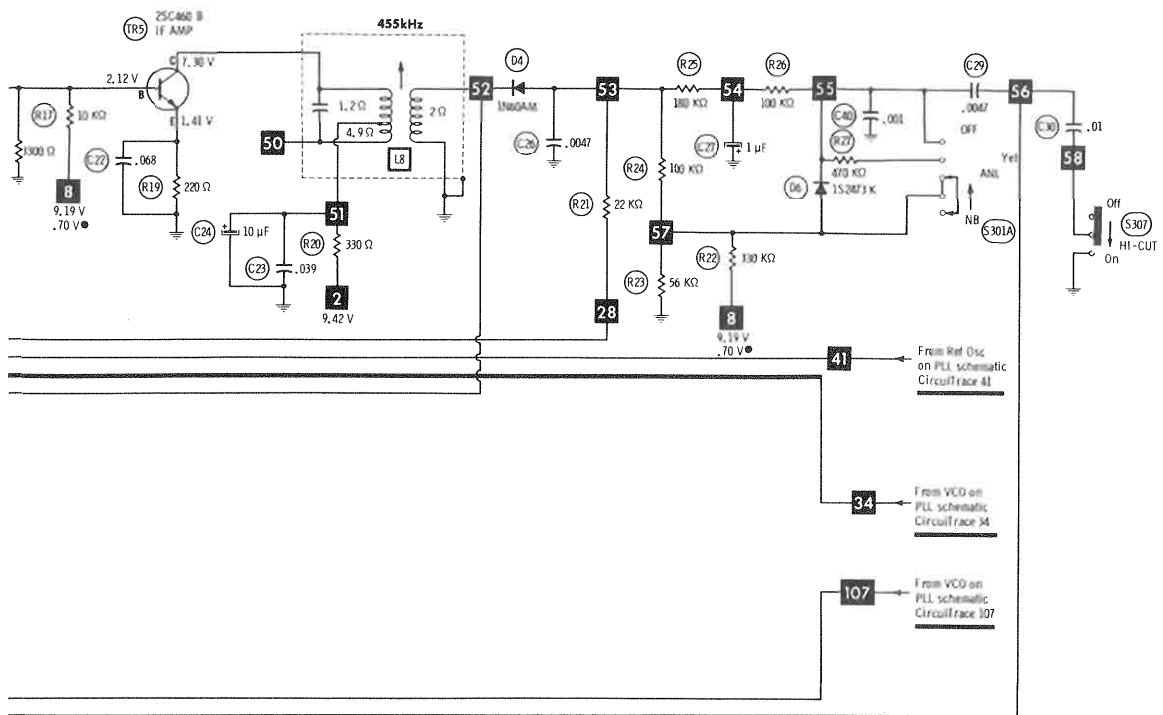 2SC460 B
IF AMP
TR5
455kHz
C 7.30 V
2.12 V
B
E 1.41 V
R17
10 KΩ
3300 Ω
C22
.068
R19
220 Ω
8
9.19 V
.70 V
1.2 Ω
4.9 Ω
2 Ω
50
L8
51
C24
10 µF
R20
330 Ω
C23
.039
2
9.42 V
52
D4
1N60AM
53
C26
.0047
R21
22 KΩ
28
R25
180 KΩ
54
R26
100 KΩ
55
C27
1 µF
R24
100 KΩ
57
R23
56 KΩ
R22
330 KΩ
8
9.19 V
.70 V
C40
.001
R27
470 KΩ
D6
1S2473 K
C29
.0047
56
OFF
Yel
ANL
NB
S301A
C30
.01
58
Off
S307
HI-CUT
On
41
From Ref Osc
on PLL schematic
CircuiTrace 41
34
From VCO on
PLL schematic
CircuiTrace 34
107
From VCO on
PLL schematic
CircuiTrace 107